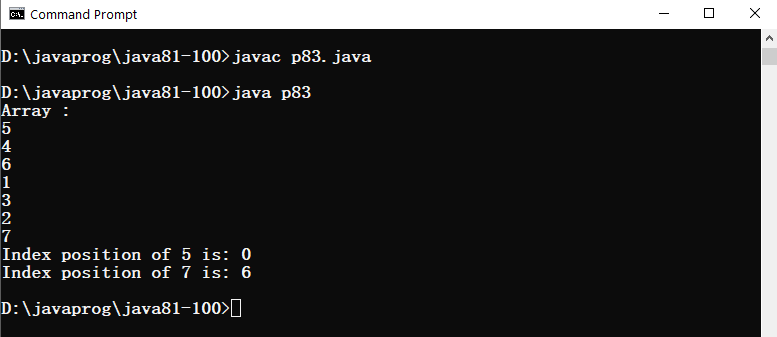 Command Prompt
D:\javaprog\java81-100>javac p83.java
D:\javaprog\java81-100>java p83
Array :
5
4
6
1
3
2
7
Index position of 5 is: 0
Index position of 7 is: 6
D:\javaprog\java81-100>